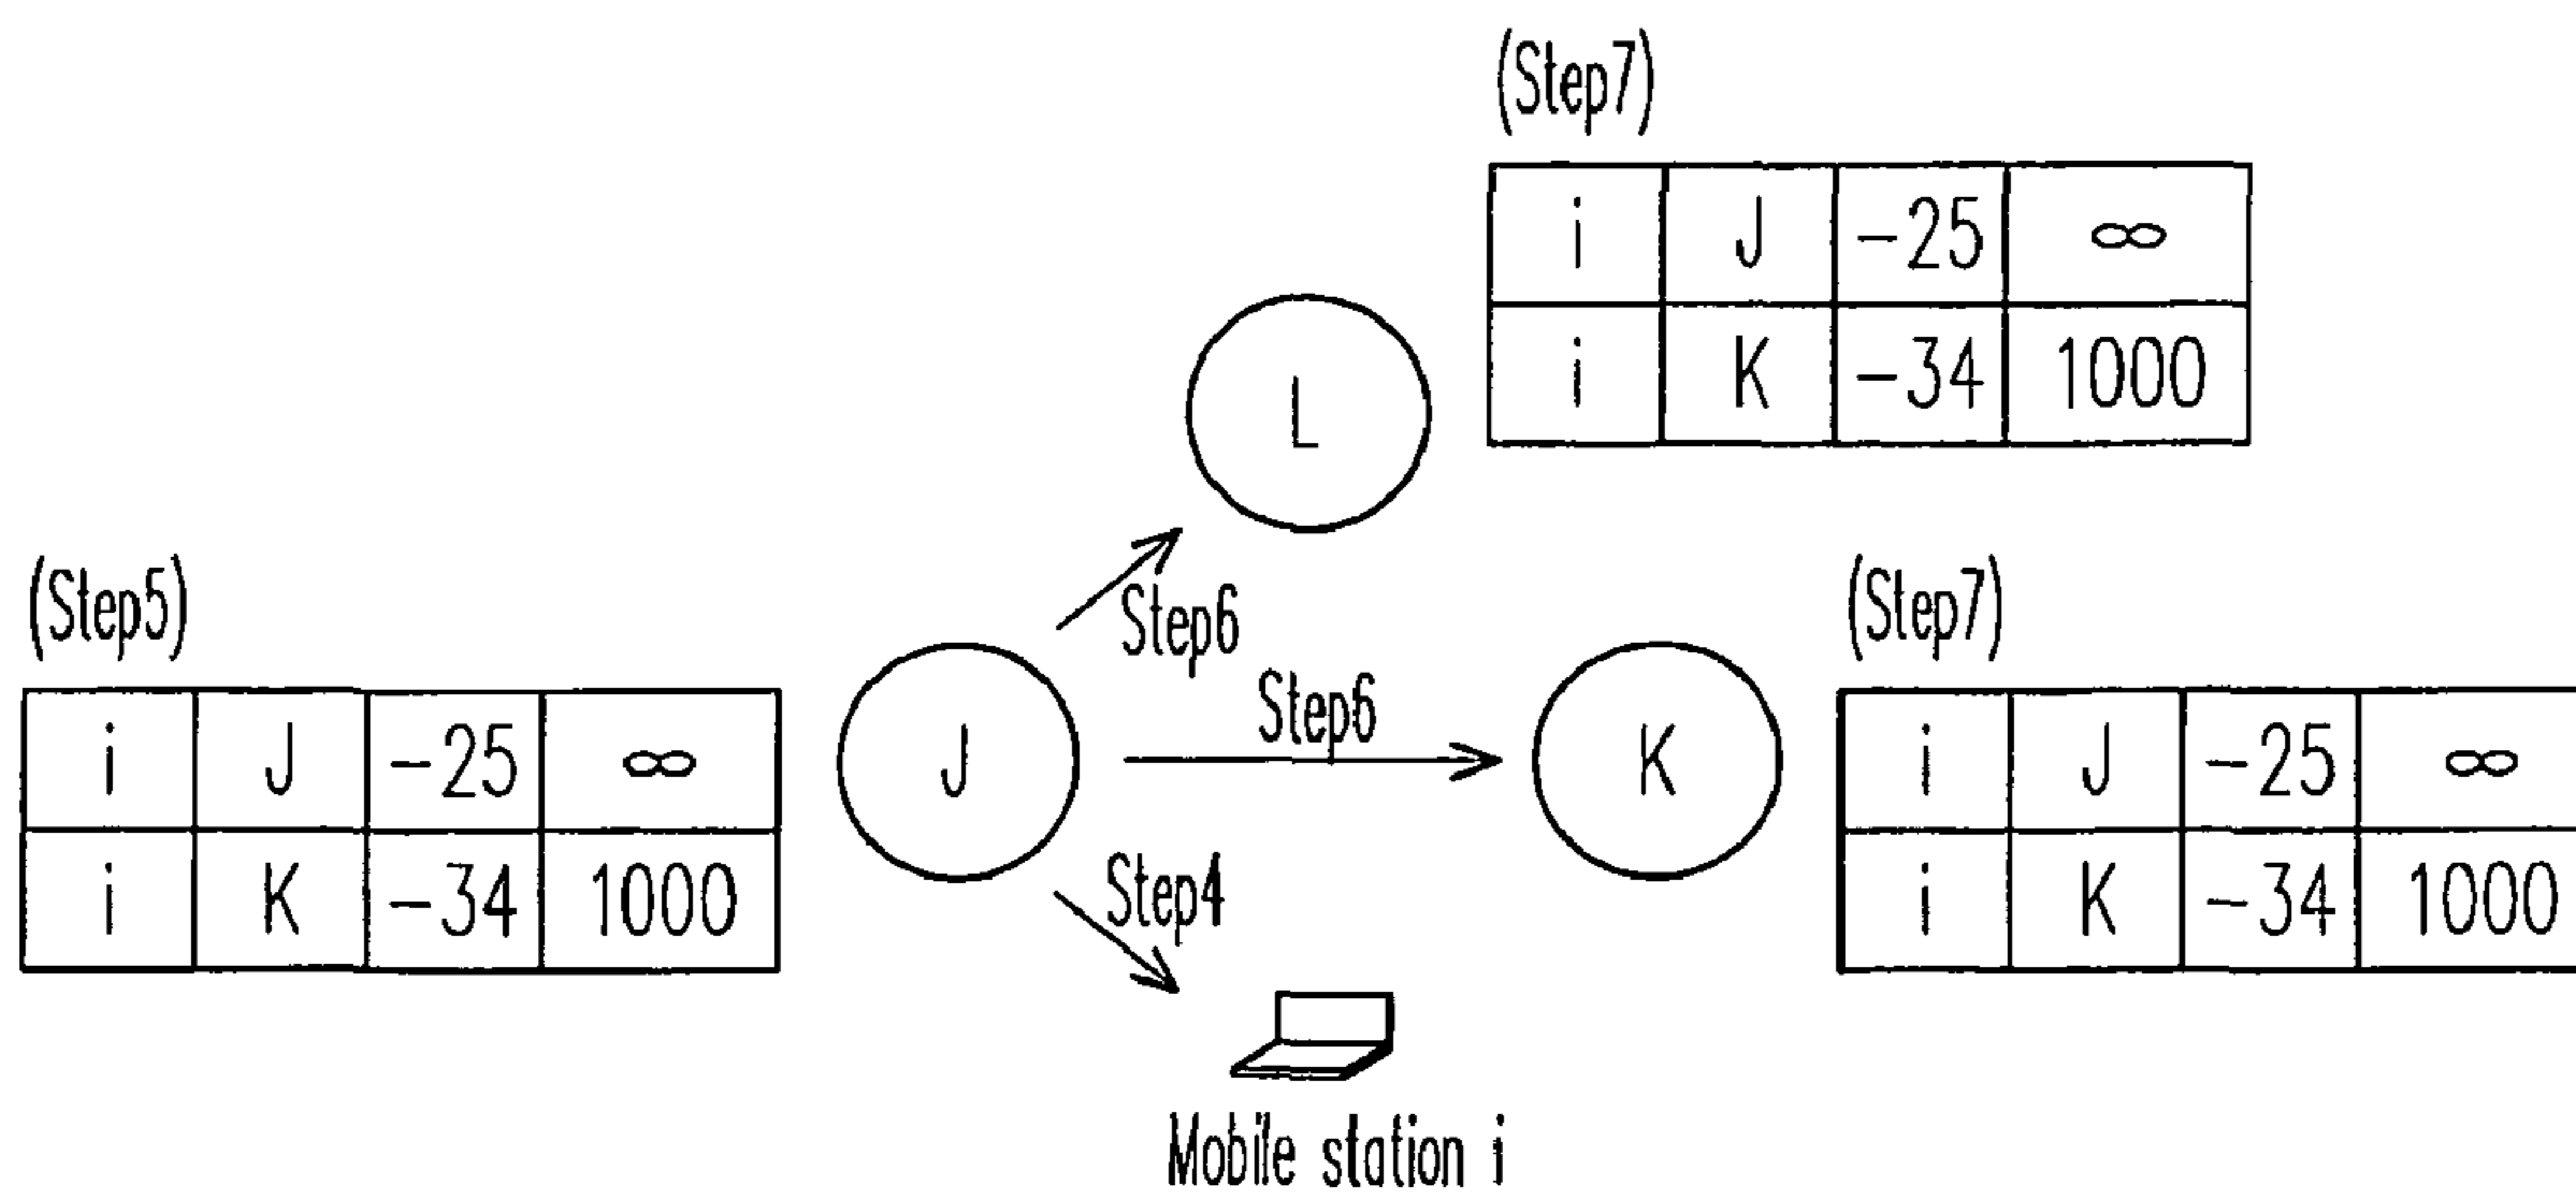 (Step7)
i J -25 ∞
i K -34 1000
L
(Step5)
i J -25 ∞
i K -34 1000
J
Step6
Step6
Step4
K
(Step7)
i J -25 ∞
i K -34 1000
Mobile station i